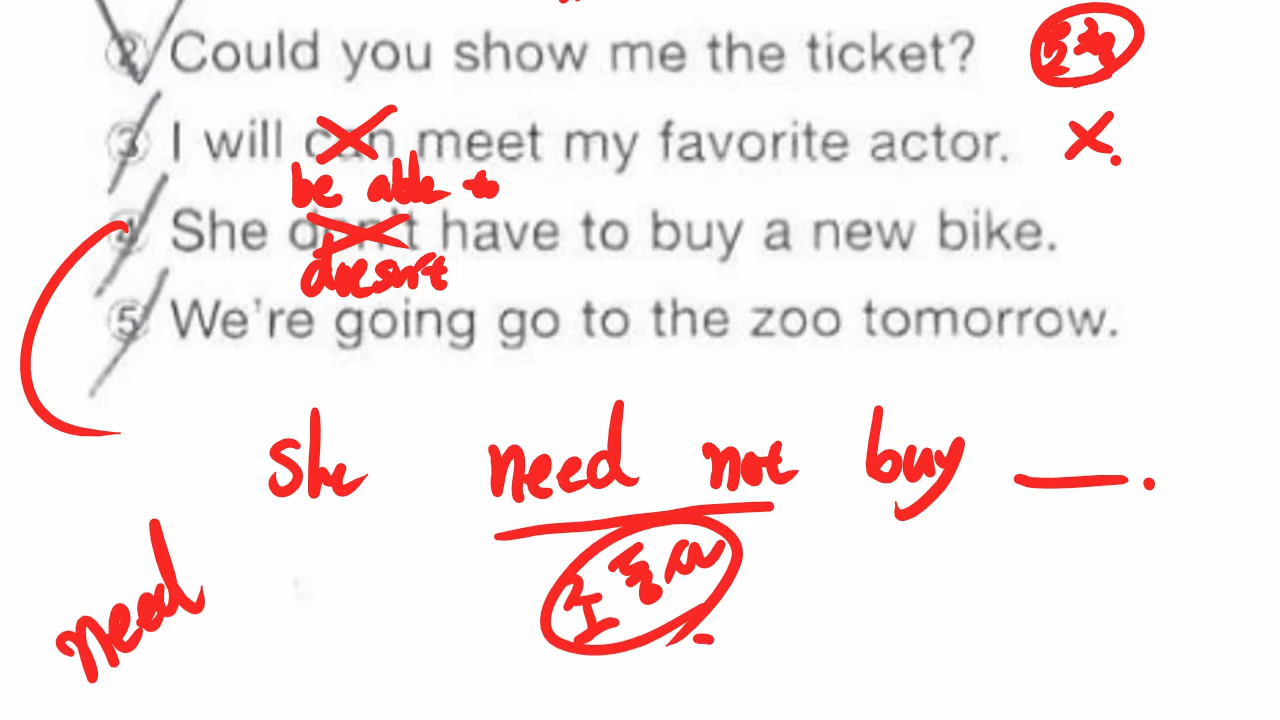 ② Could you show me the ticket?
③ I will can meet my favorite actor. X.
be able to
④ She don't have to buy a new bike.
doesn't
⑤ We're going go to the zoo tomorrow.
She need not buy ___.
조동사
need